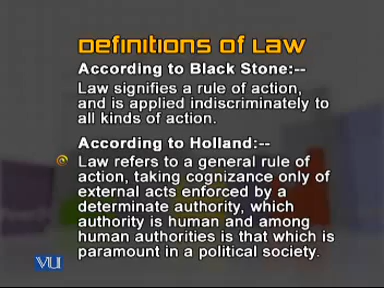 Definitions of Law
According to Black Stone:--
Law signifies a rule of action,
and is applied indiscriminately to
all kinds of action.
According to Holland:--
Law refers to a general rule of
action, taking cognizance only of
external acts enforced by a
determinate authority, which
authority is human and among
human authorities is that which is
paramount in a political society.
VU